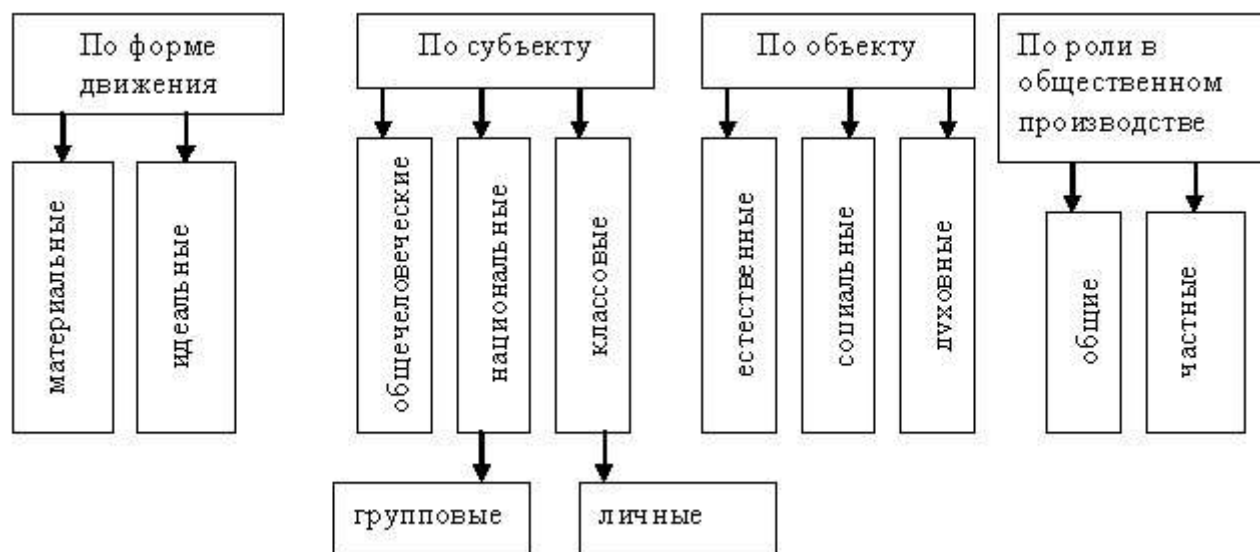 По форме
движения
По субъекту
По объекту
По роли в
общественном
производстве
материальные
идеальные
общечеловеческие
национальные
классовые
естественные
социальные
духовные
общие
частные
групповые
личные